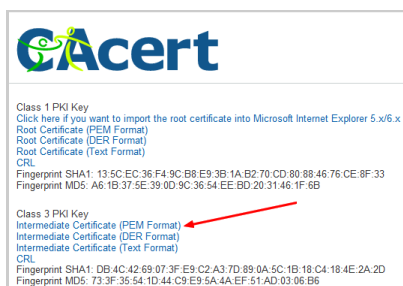 CAcert
Class 1 PKI Key
Click here if you want to import the root certificate into Microsoft Internet Explorer 5.x/6.x
Root Certificate (PEM Format)
Root Certificate (DER Format)
Root Certificate (Text Format)
CRL
Fingerprint SHA1: 13:5C:EC:36:F4:9C:B8:E9:3B:1A:B2:70:CD:80:88:46:76:CE:8F:33
Fingerprint MD5: A6:1B:37:5E:39:0D:9C:36:54:EE:BD:20:31:46:1F:6B
Class 3 PKI Key
Intermediate Certificate (PEM Format)
Intermediate Certificate (DER Format)
Intermediate Certificate (Text Format)
CRL
Fingerprint SHA1: DB:4C:42:69:07:3F:E9:C2:A3:7D:89:0A:5C:1B:18:C4:18:4E:2A:2D
Fingerprint MD5: 73:3F:35:54:1D:44:C9:E9:5A:4A:EF:51:AD:03:06:B6